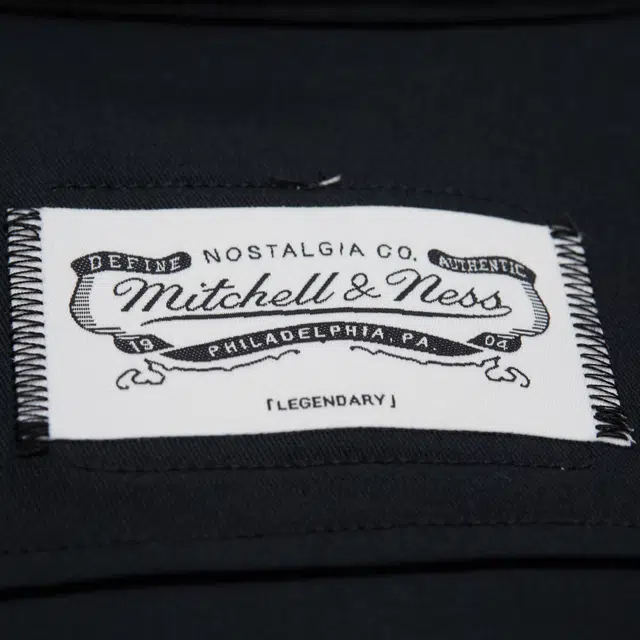 NOSTALGIA CO.
DEFINE AUTHENTIC
Mitchell & Ness
19 PHILADELPHIA, PA 04
[LEGENDARY]